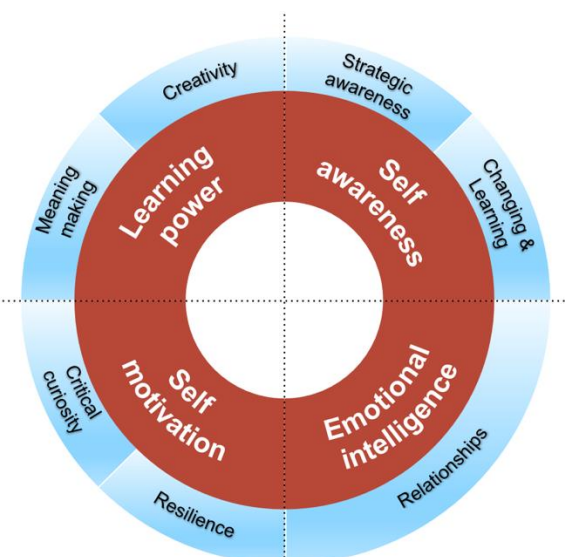 Creativity
Strategic
awareness
Meaning
making
Learning
power
Self
awareness
Changing &
Learning
Critical
curiosity
Self
motivation
Emotional
intelligence
Resilience
Relationships